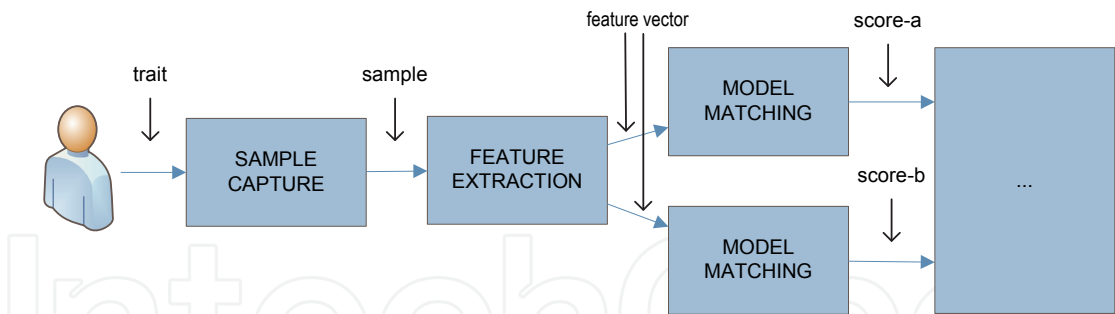 feature vector
score-a
trait
sample
MODEL
MATCHING
SAMPLE
CAPTURE
FEATURE
EXTRACTION
score-b
...
MODEL
MATCHING